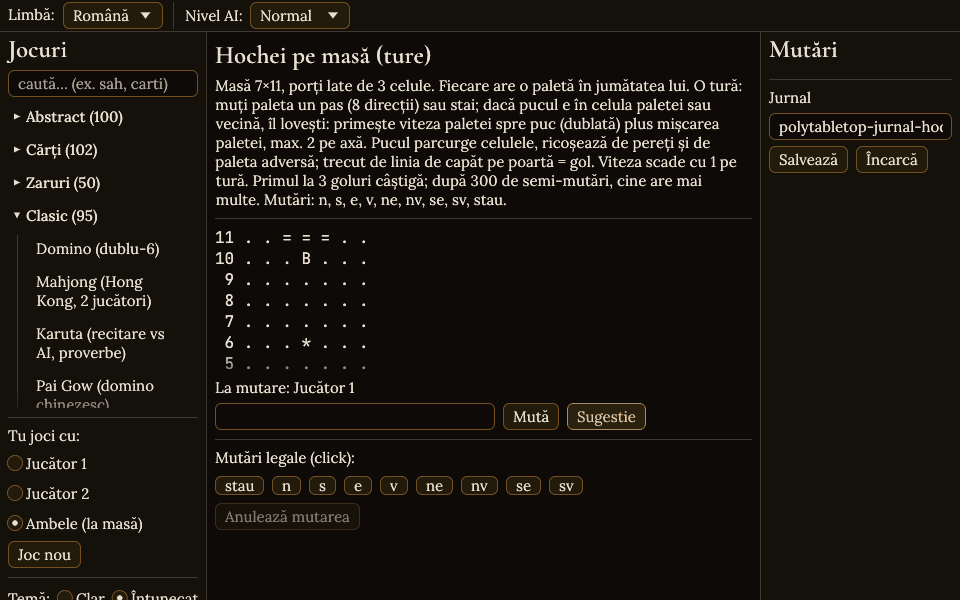 Limbă: Română Nivel AI: Normal
Jocuri
caută... (ex. sah, carti)
Abstract (100)
Cărți (102)
Zaruri (50)
Clasic (95)
Domino (dublu-6)
Mahjong (Hong
Kong, 2 jucători)
Karuta (recitare vs
AI, proverbe)
Pai Gow (domino
chinezesc)
Tu joci cu:
Jucător 1
Jucător 2
Ambele (la masă)
Joc nou
Temă: Clar Întunecat
Hochei pe masă (ture)
Masă 7×11, porți late de 3 celule. Fiecare are o paletă în jumătatea lui. O tură:
muți paleta un pas (8 direcții) sau stai; dacă pucul e în celula paletei sau
vecină, îl lovești: primește viteza paletei spre puc (dublată) plus mișcarea
paletei, max. 2 pe axă. Pucul parcurge celulele, ricoșează de pereți și de
paleta adversă; trecut de linia de capăt pe poartă = gol. Viteza scade cu 1 pe
tură. Primul la 3 goluri câștigă; după 300 de semi-mutări, cine are mai
multe. Mutări: n, s, e, v, ne, nv, se, sv, stau.
11 . . = = = . .
10 . . . B . . .
9 . . . . . . .
8 . . . . . . .
7 . . . . . . .
6 . . . * . . .
5 . . . . . . .
La mutare: Jucător 1
Mută Sugestie
Mutări legale (click):
stau n s e v ne nv se sv
Anulează mutarea
Mutări
Jurnal
polytabletop-jurnal-hoc
Salvează Încarcă